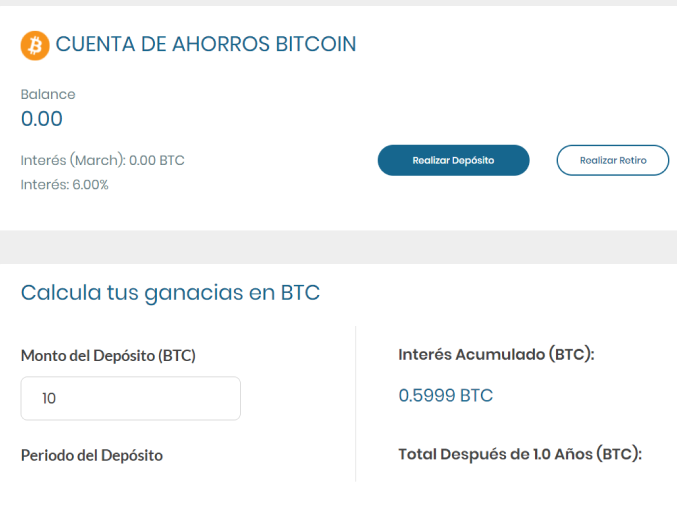 CUENTA DE AHORROS BITCOIN
Balance
0.00
Interés (March): 0.00 BTC
Interés: 6.00%
Realizar Depósito
Realizar Retiro
Calcula tus ganacias en BTC
Monto del Depósito (BTC)
10
Periodo del Depósito
Interés Acumulado (BTC):
0.5999 BTC
Total Después de 1.0 Años (BTC):